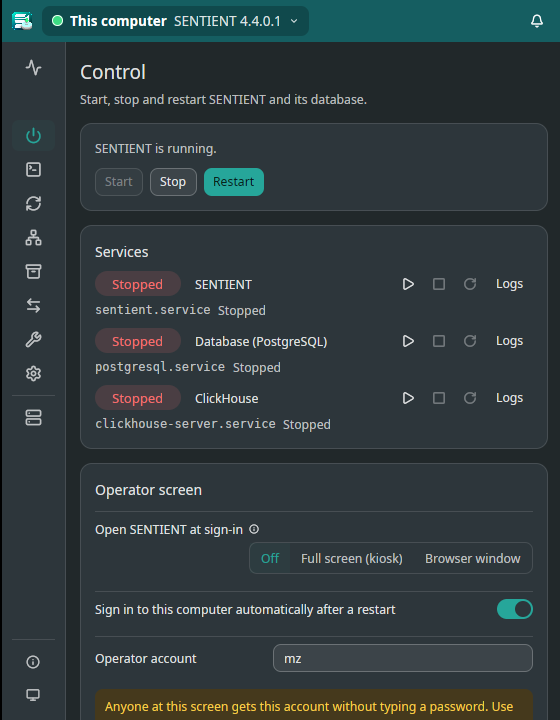 This computer SENTIENT 4.4.0.1
Control
Start, stop and restart SENTIENT and its database.
SENTIENT is running.
Start Stop Restart
Services
Stopped SENTIENT Logs
sentient.service Stopped
Stopped Database (PostgreSQL) Logs
postgresql.service Stopped
Stopped ClickHouse Logs
clickhouse-server.service Stopped
Operator screen
Open SENTIENT at sign-in
Off Full screen (kiosk) Browser window
Sign in to this computer automatically after a restart
Operator account mz
Anyone at this screen gets this account without typing a password. Use